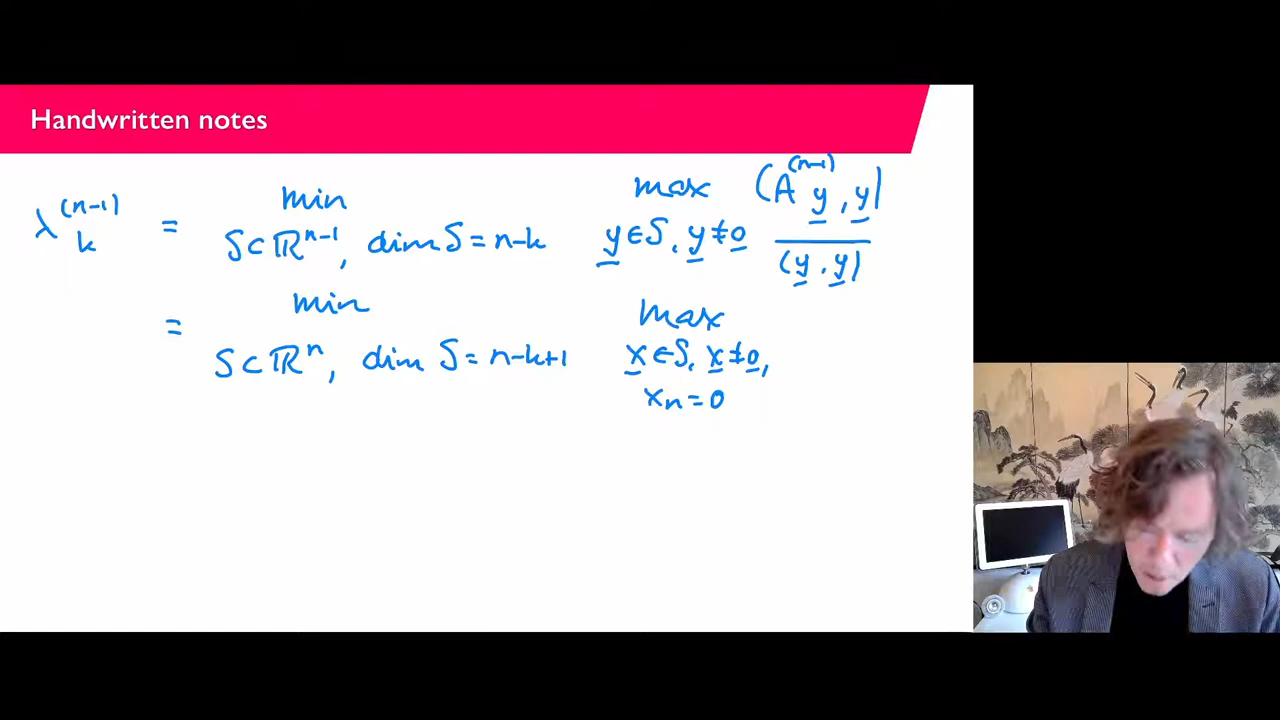 Handwritten notes
λ_k^(n-1) = min_{S⊂ℝ^{n-1}, dim S = n-k} max_{y∈S, y≠0} (A^(n-1) y, y) / (y, y)
= min_{S⊂ℝ^n, dim S = n-k+1} max_{x∈S, x≠0, x_n=0}